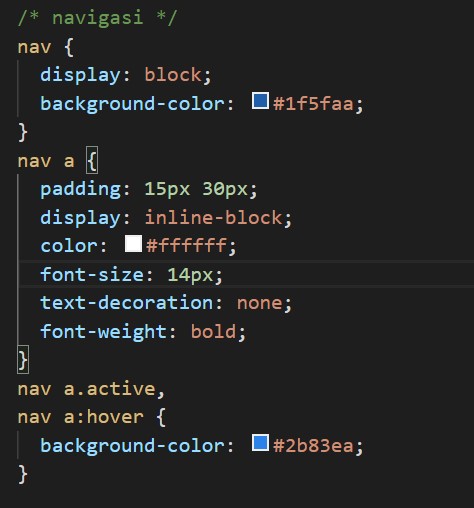 /* navigasi */
nav {
  display: block;
  background-color: #1f5faa;
}
nav a {
  padding: 15px 30px;
  display: inline-block;
  color: #ffffff;
  font-size: 14px;
  text-decoration: none;
  font-weight: bold;
}
nav a.active,
nav a:hover {
  background-color: #2b83ea;
}